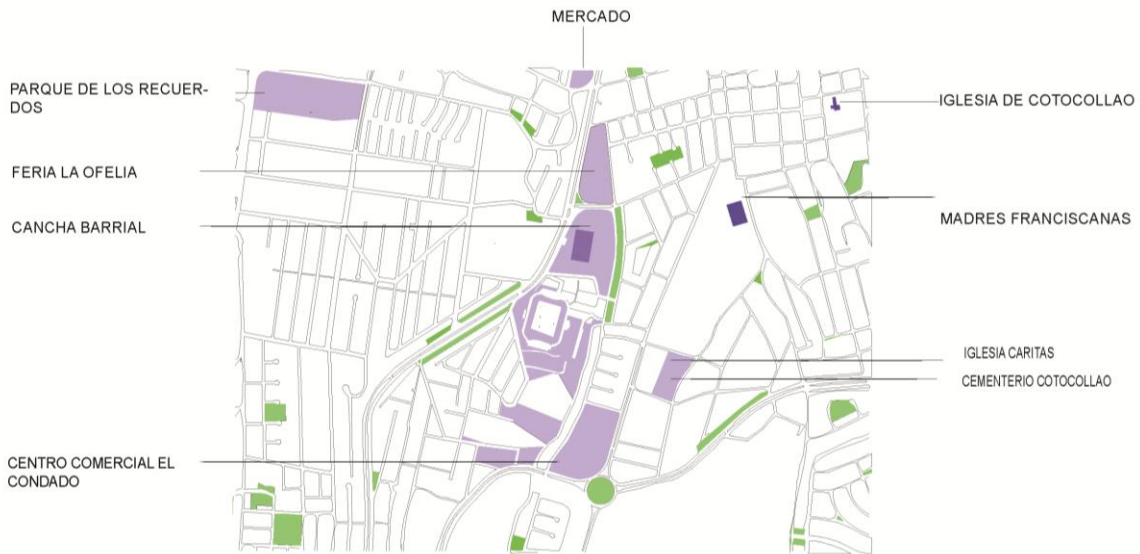 MERCADO
PARQUE DE LOS RECUER-
DOS
IGLESIA DE COTOCOLLAO
FERIA LA OFELIA
CANCHA BARRIAL
MADRES FRANCISCANAS
IGLESIA CARITAS
CEMENTERIO COTOCOLLAO
CENTRO COMERCIAL EL
CONDADO